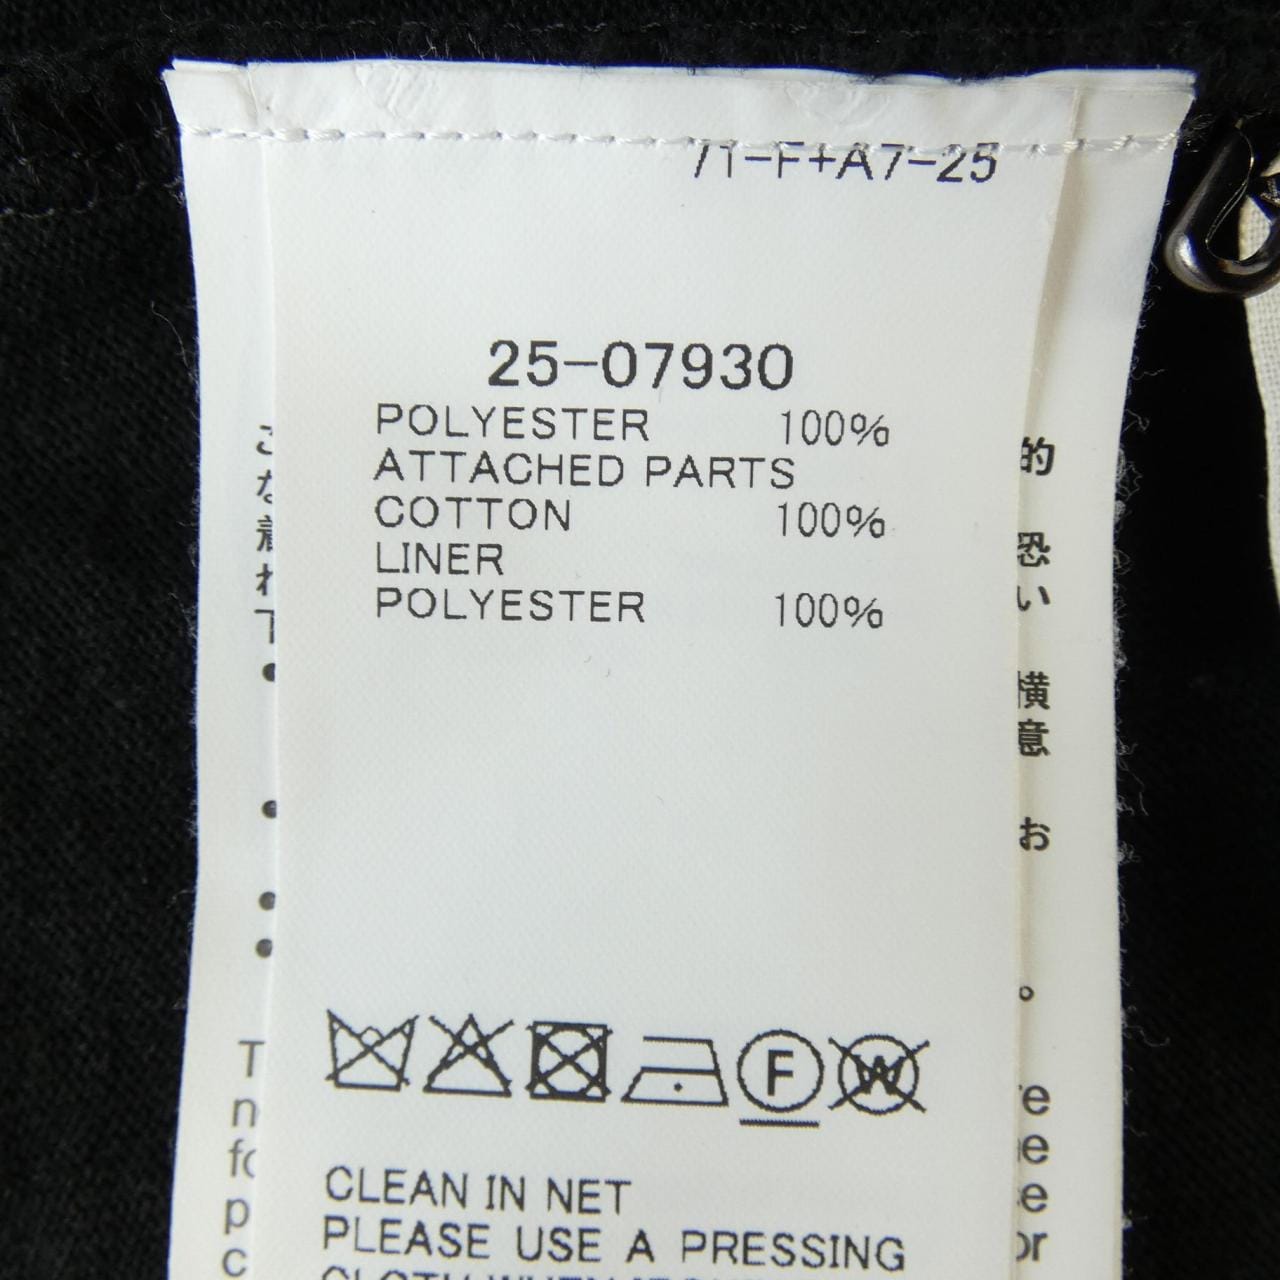 71-F+A7-25
25-07930
POLYESTER 100%
ATTACHED PARTS
COTTON 100%
LINER
POLYESTER 100%
F
W
CLEAN IN NET
PLEASE USE A PRESSING
的
恐
い
横
意
お
。